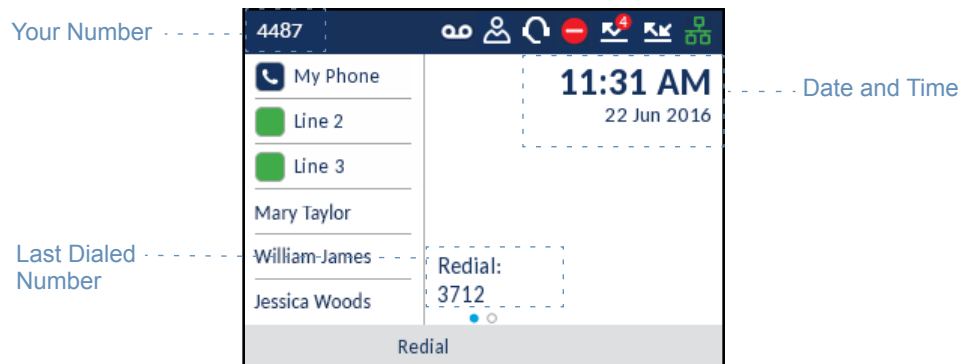 Your Number
4487
4
My Phone
11:31 AM
Date and Time
22 Jun 2016
Line 2
Line 3
Mary Taylor
Last Dialed
Number
William James
Redial:
3712
Jessica Woods
Redial